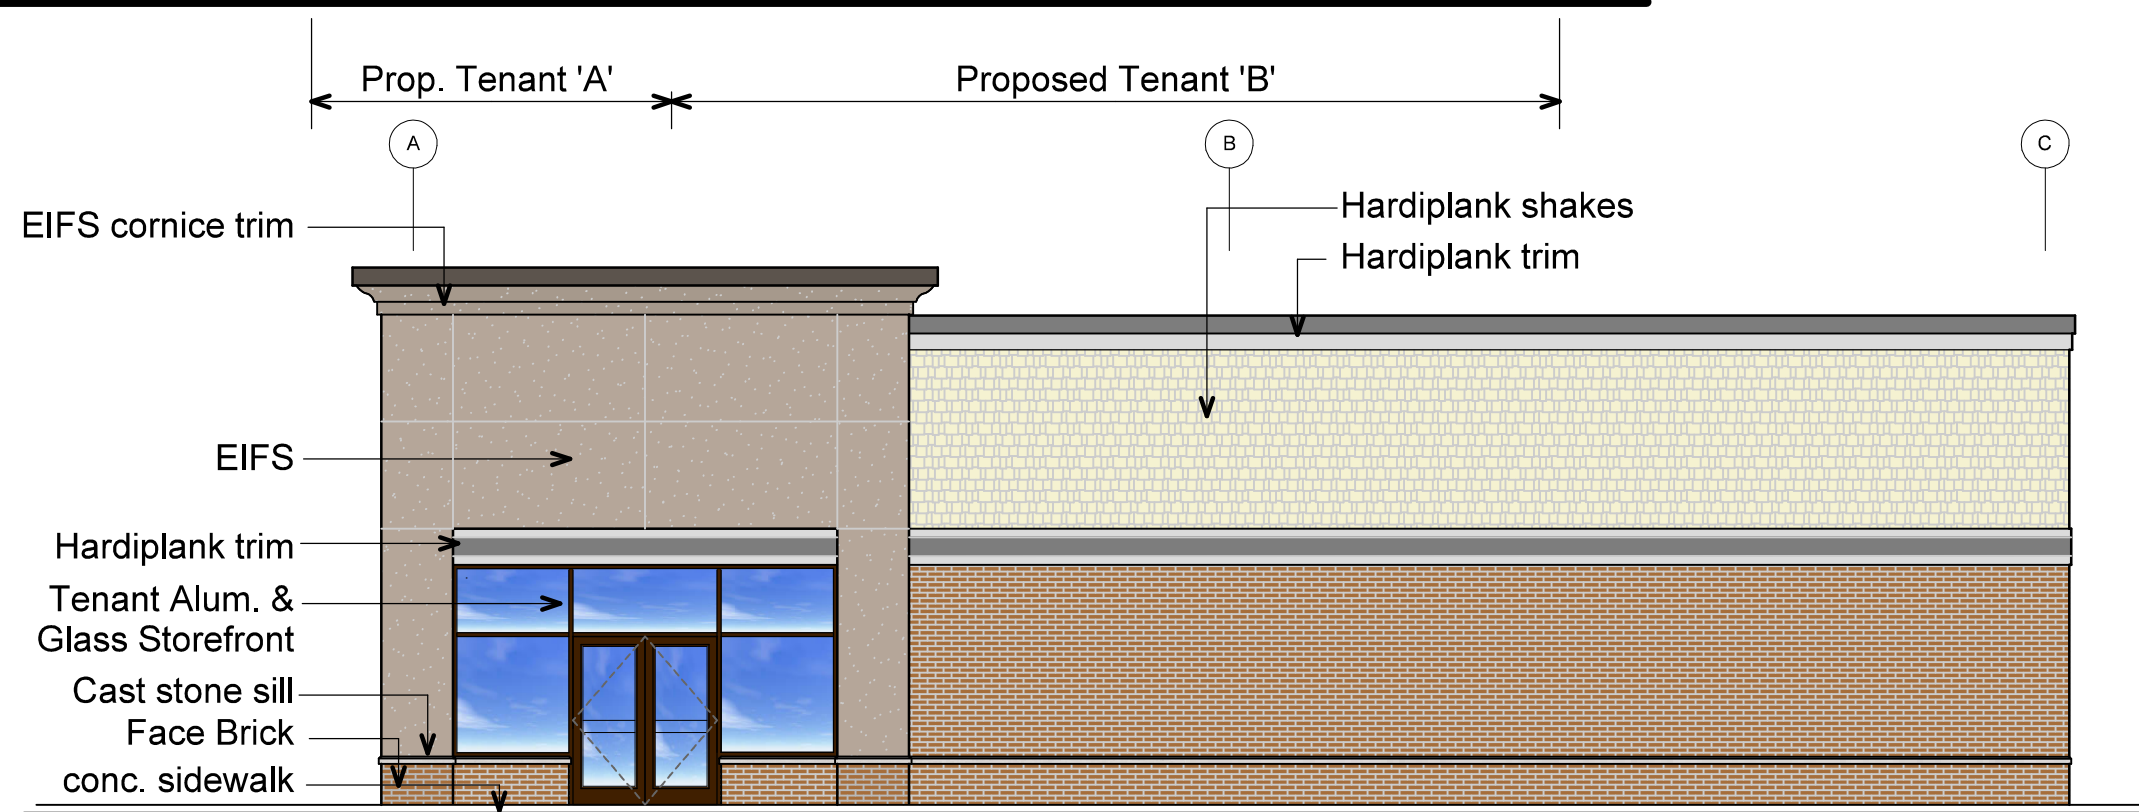 Prop. Tenant 'A'
Proposed Tenant 'B'
A
B
C
EIFS cornice trim
Hardiplank shakes
Hardiplank trim
EIFS
Hardiplank trim
Tenant Alum. &
Glass Storefront
Cast stone sill
Face Brick
conc. sidewalk